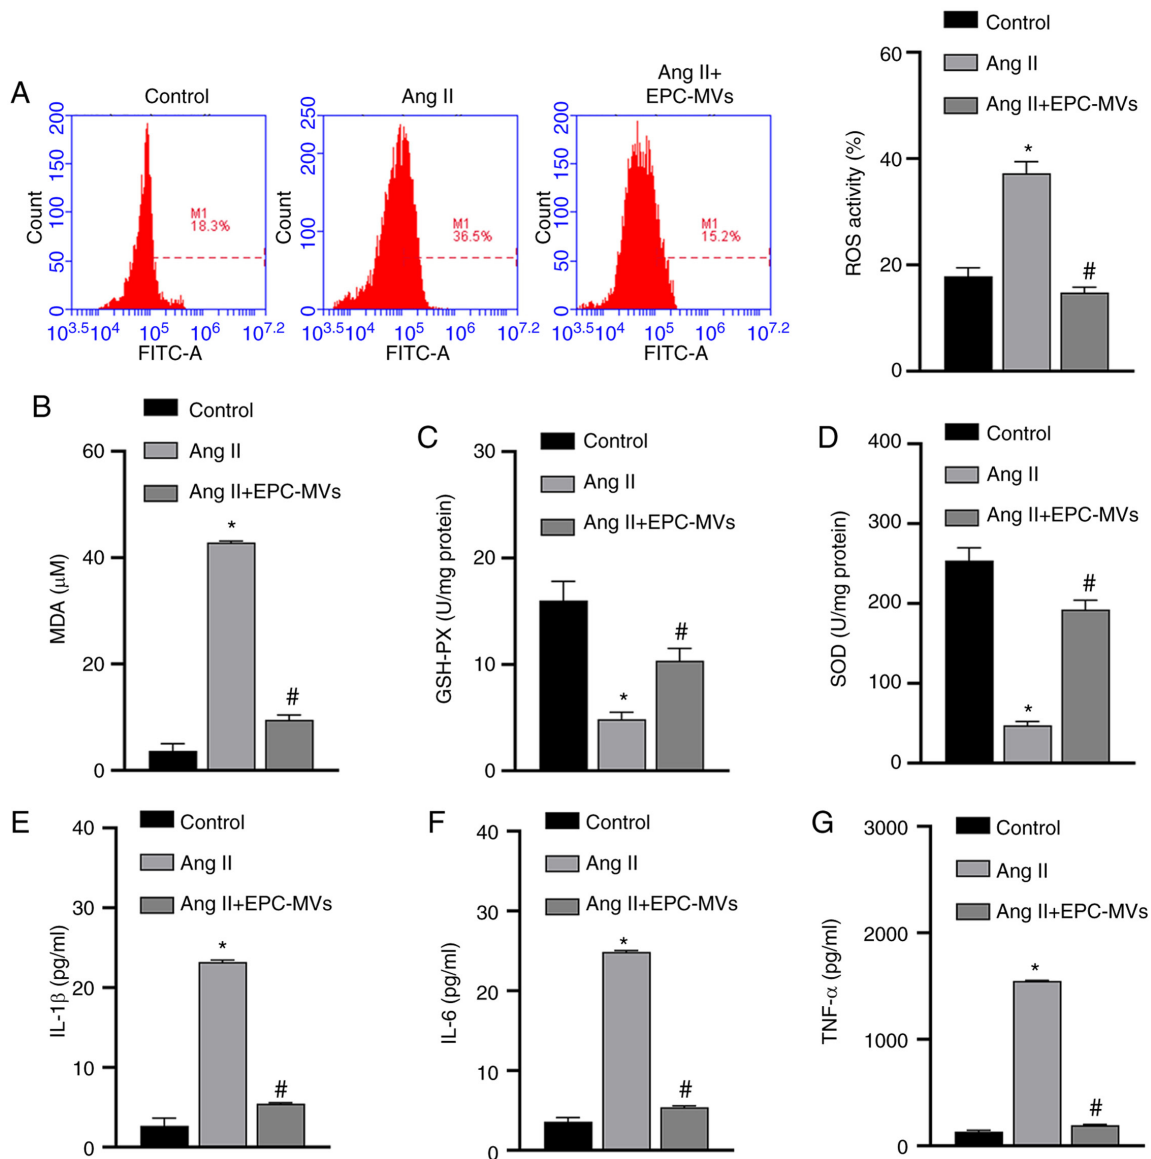 A
Control
200
150
100
50
0
Count
M1
18.3%
10^3.5 10^4 10^5 10^6 10^7.2
FITC-A
Ang II
250
200
100
0
Count
M1
36.5%
10^3.5 10^4 10^5 10^6 10^7.2
FITC-A
Ang II+
EPC-MVs
200
150
100
50
0
Count
M1
15.2%
10^3.5 10^4 10^5 10^6 10^7.2
FITC-A
Control
Ang II
Ang II+EPC-MVs
60
40
20
0
ROS activity (%)
*
#
B
Control
Ang II
Ang II+EPC-MVs
60
40
20
0
MDA (μM)
*
#
C
Control
Ang II
Ang II+EPC-MVs
30
20
10
0
GSH-PX (U/mg protein)
*
#
D
Control
Ang II
Ang II+EPC-MVs
400
300
200
100
0
SOD (U/mg protein)
*
#
E
Control
Ang II
Ang II+EPC-MVs
40
30
20
10
0
IL-1β (pg/ml)
*
#
F
Control
Ang II
Ang II+EPC-MVs
40
30
20
10
0
IL-6 (pg/ml)
*
#
G
Control
Ang II
Ang II+EPC-MVs
3000
2000
1000
0
TNF-α (pg/ml)
*
#